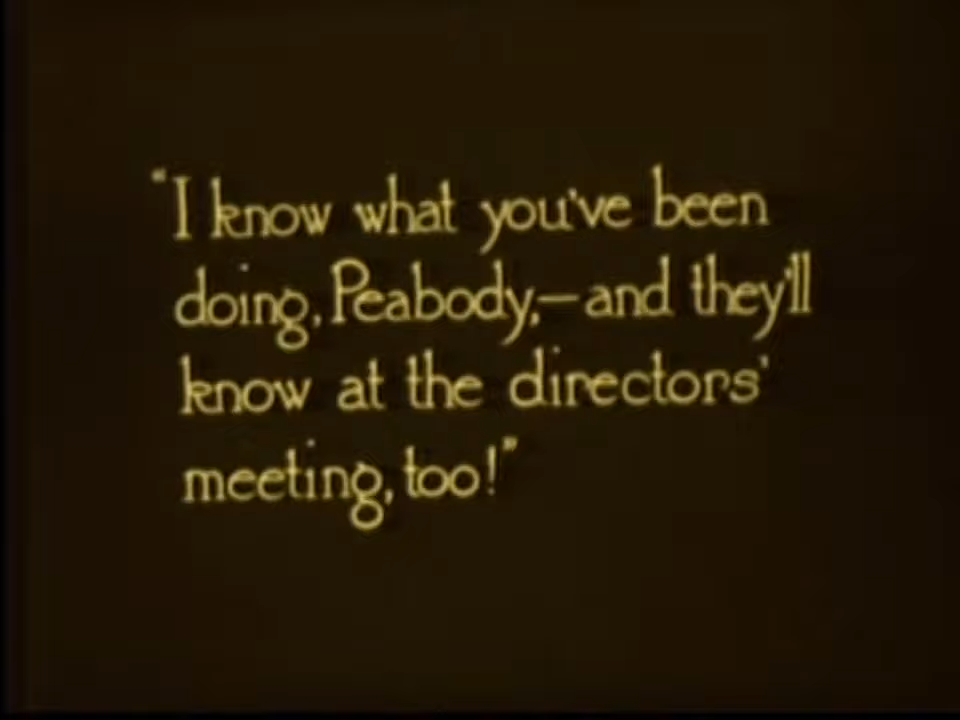 "I know what you've been
doing, Peabody,—and they'll
know at the directors'
meeting, too!"